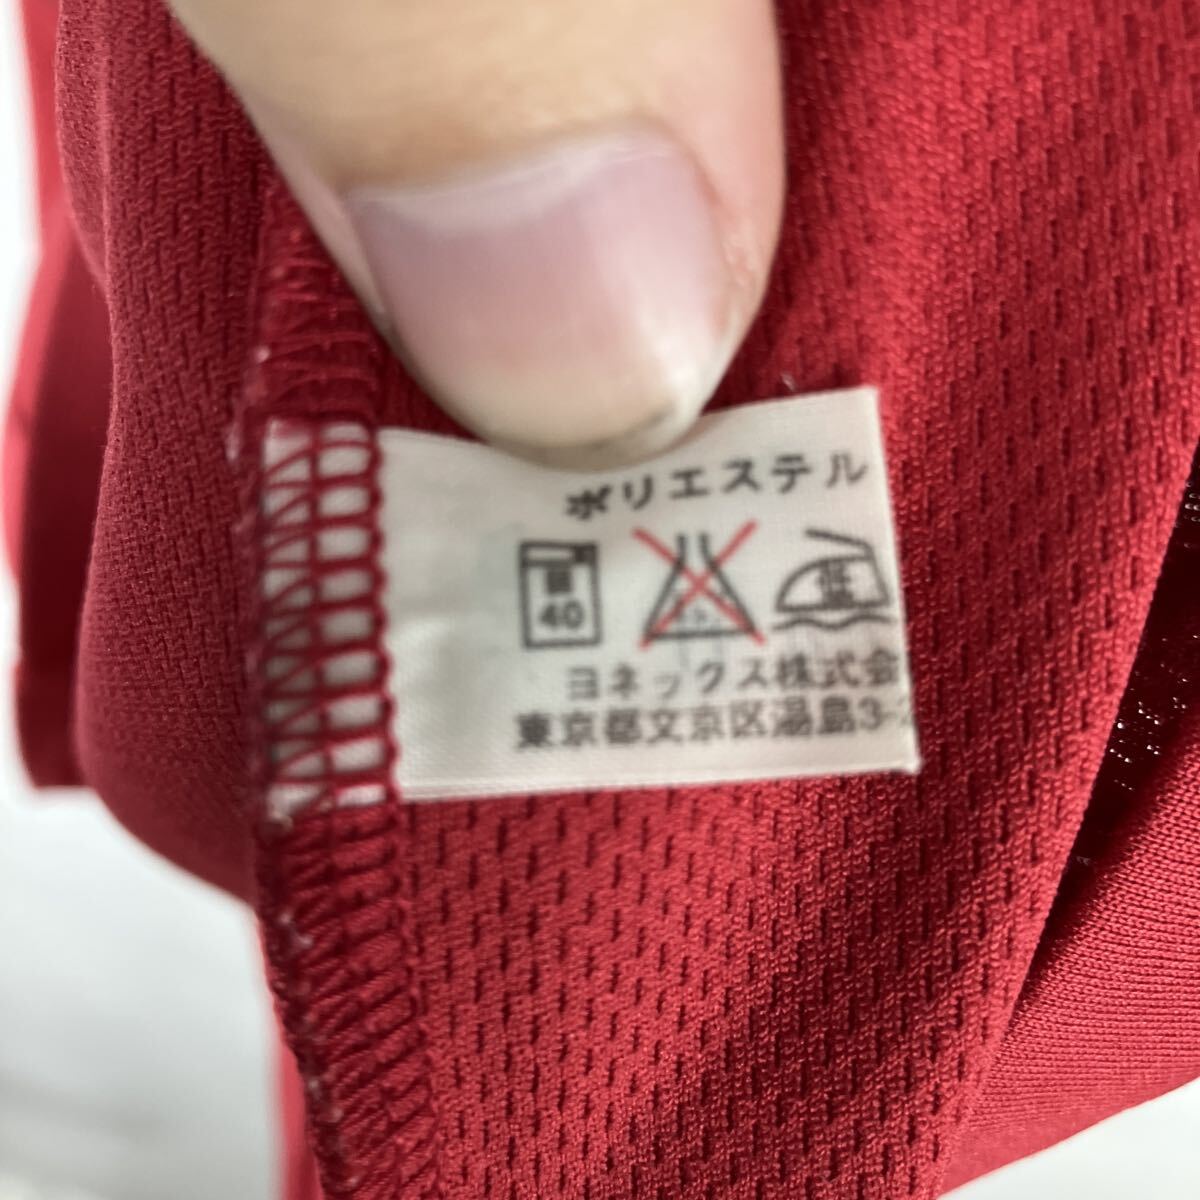 ポリエステル
40 低
ヨネックス株式会
東京都文京区湯島3-2